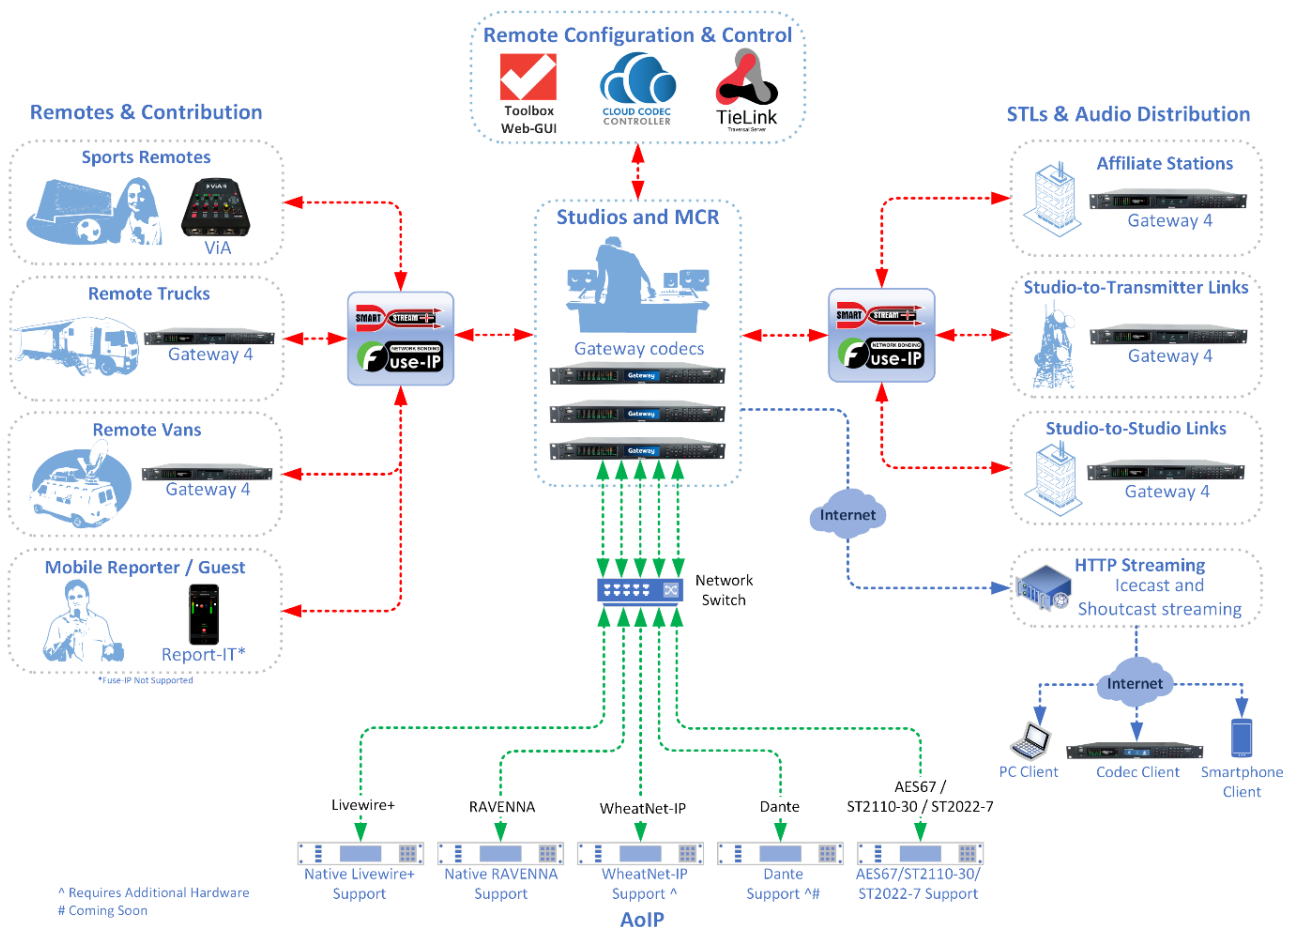 Remote Configuration & Control
Toolbox
Web-GUI
CLOUD CODEC
CONTROLLER
TieLink
Traversal Server
Remotes & Contribution
Sports Remotes
ViA
ViA
Remote Trucks
Gateway 4
Remote Vans
Gateway 4
Mobile Reporter / Guest
Report-IT*
*Fuse-IP Not Supported
SMART STREAM+
NETWORK BONDING
Fuse-IP
Studios and MCR
Gateway codecs
Gateway
Gateway
Gateway
Network
Switch
SMART STREAM+
NETWORK BONDING
Fuse-IP
STLs & Audio Distribution
Affiliate Stations
Gateway 4
Studio-to-Transmitter Links
Gateway 4
Studio-to-Studio Links
Gateway 4
Internet
HTTP Streaming
Icecast and
Shoutcast streaming
Internet
PC Client
Codec Client
Smartphone
Client
Livewire+
RAVENNA
WheatNet-IP
Dante
AES67 /
ST2110-30 / ST2022-7
Native Livewire+
Support
Native RAVENNA
Support
WheatNet-IP
Support ^
Dante
Support ^#
AES67/ST2110-30/
ST2022-7 Support
AoIP
^ Requires Additional Hardware
# Coming Soon